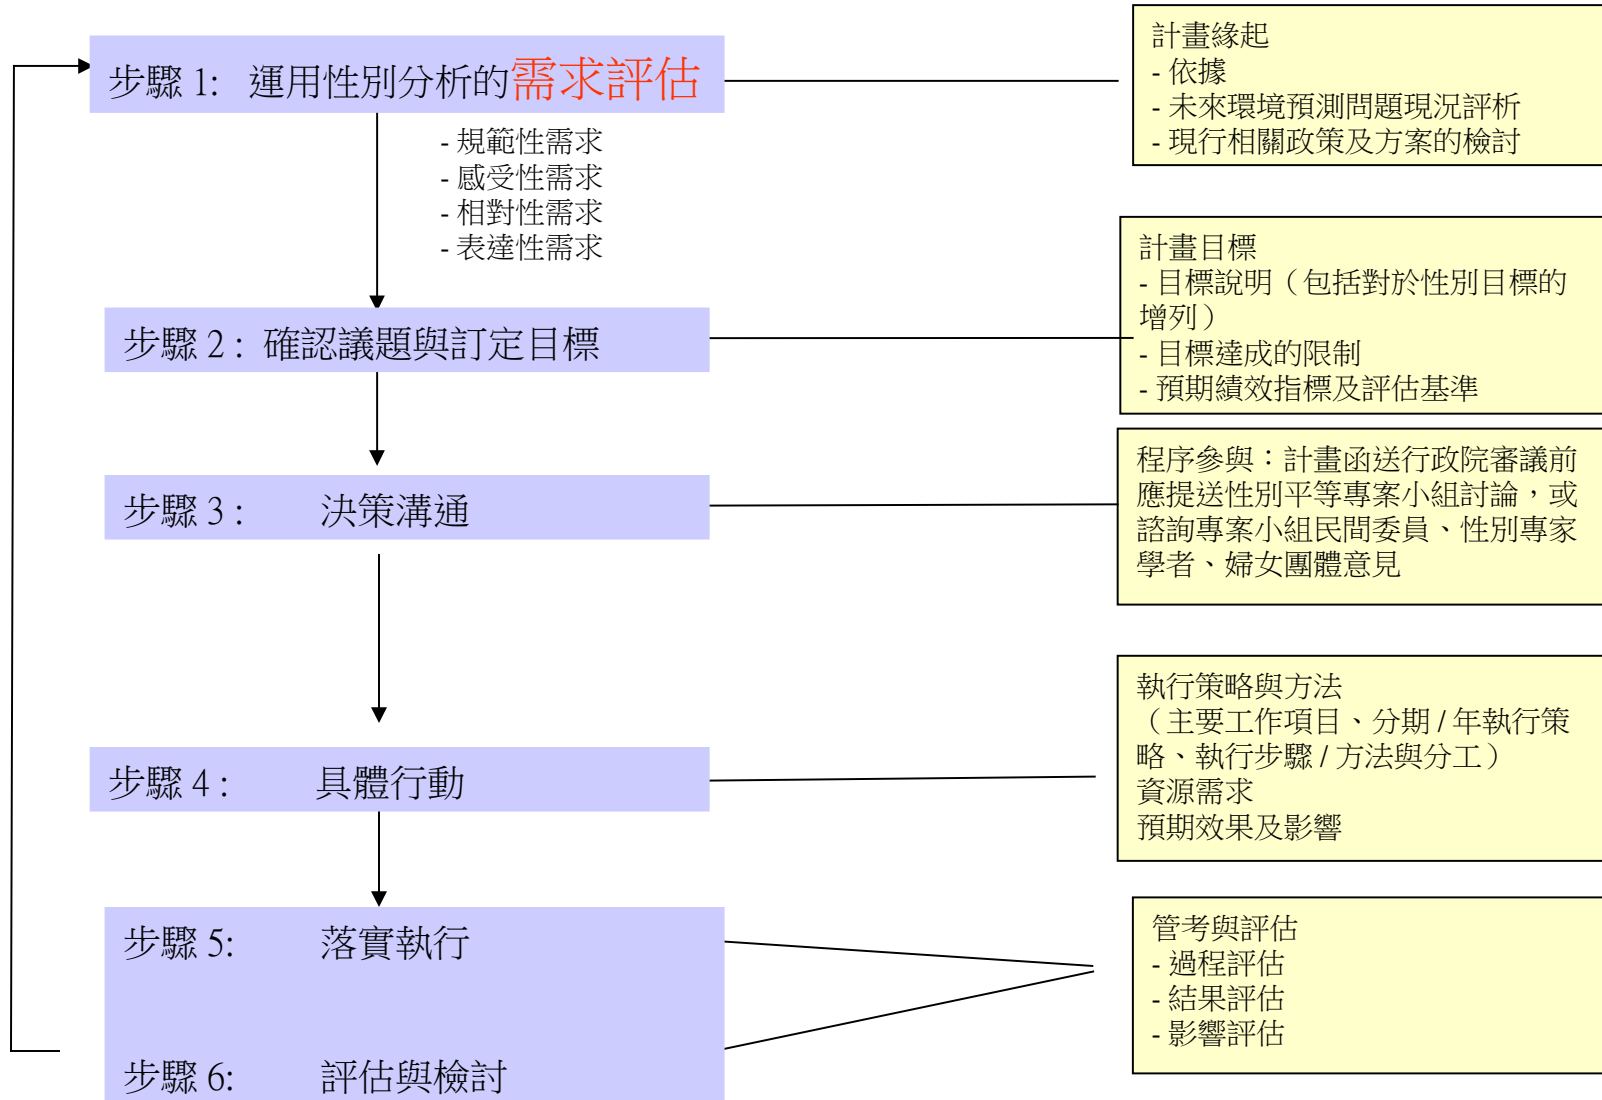 步驟 1: 運用性別分析的需求評估
- 規範性需求
- 感受性需求
- 相對性需求
- 表達性需求
步驟 2 : 確認議題與訂定目標
步驟 3 : 決策溝通
步驟 4 : 具體行動
步驟 5: 落實執行
步驟 6: 評估與檢討
計畫緣起
- 依據
- 未來環境預測問題現況評析
- 現行相關政策及方案的檢討
計畫目標
- 目標說明（包括對於性別目標的
增列）
- 目標達成的限制
- 預期績效指標及評估基準
程序參與：計畫函送行政院審議前
應提送性別平等專案小組討論，或
諮詢專案小組民間委員、性別專家
學者、婦女團體意見
執行策略與方法
（主要工作項目、分期 / 年執行策
略、執行步驟 / 方法與分工）
資源需求
預期效果及影響
管考與評估
- 過程評估
- 結果評估
- 影響評估